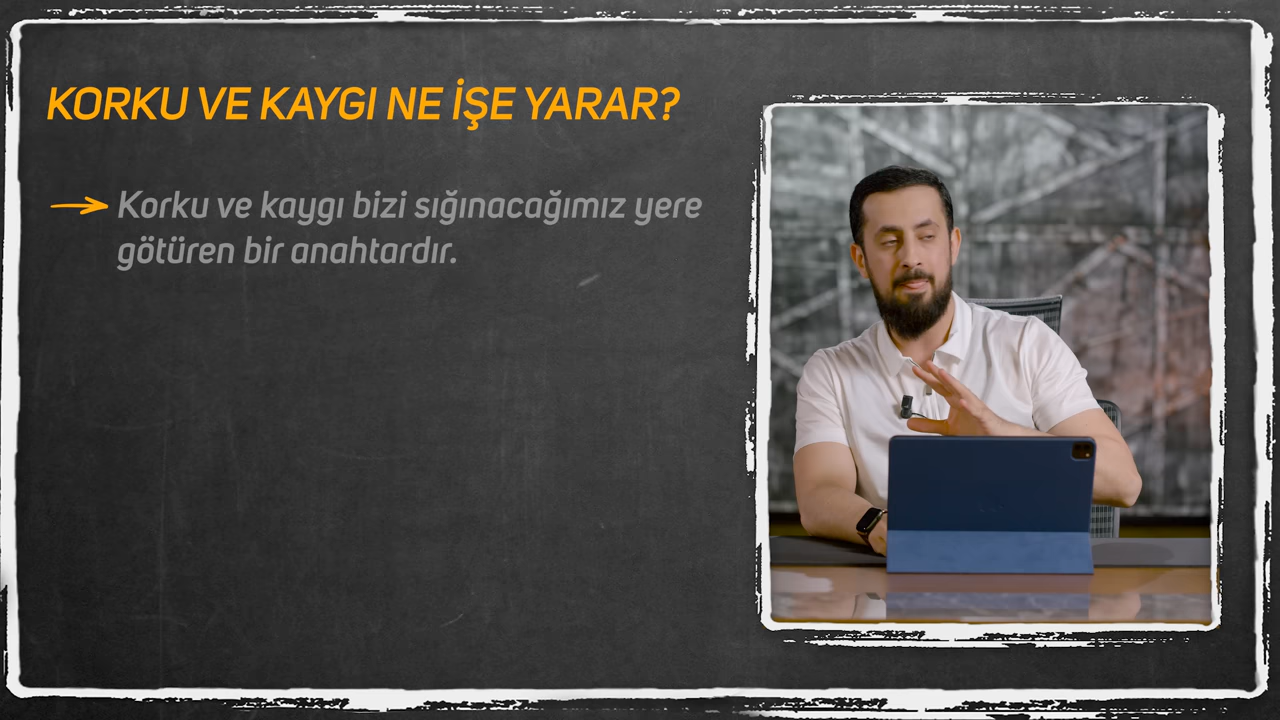 KORKU VE KAYGI NE İŞE YARAR?
Korku ve kaygı bizi sığınacağımız yere
götüren bir anahtardır.